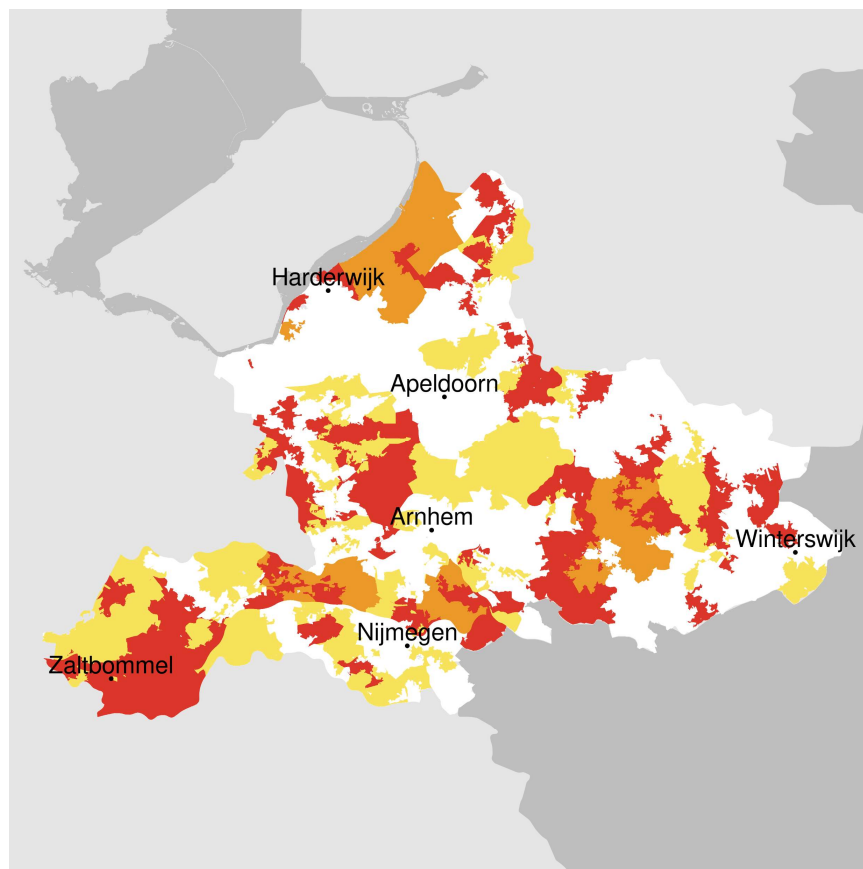 Harderwijk
Apeldoorn
Arnhem
Winterswijk
Nijmegen
Zaltbommel